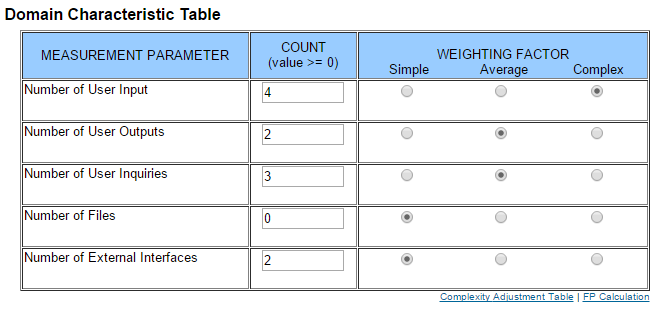 Domain Characteristic Table
MEASUREMENT PARAMETER
COUNT
(value >= 0)
WEIGHTING FACTOR
Simple Average Complex
Number of User Input 4
Number of User Outputs 2
Number of User Inquiries 3
Number of Files 0
Number of External Interfaces 2
Complexity Adjustment Table | FP Calculation